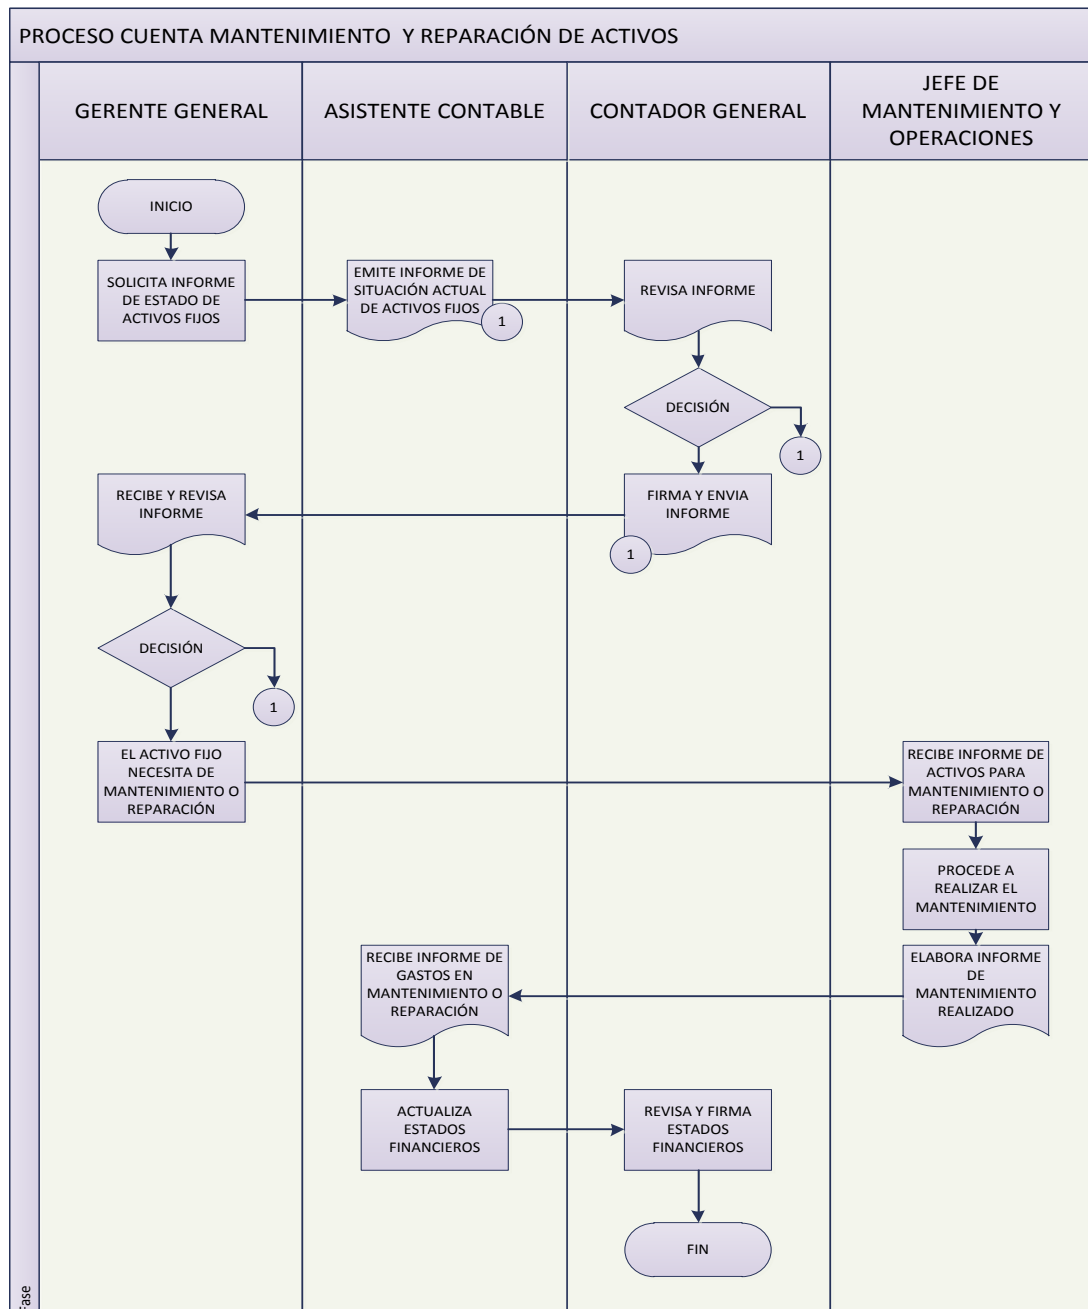 PROCESO CUENTA MANTENIMIENTO Y REPARACIÓN DE ACTIVOS
GERENTE GENERAL
ASISTENTE CONTABLE
CONTADOR GENERAL
JEFE DE
MANTENIMIENTO Y
OPERACIONES
INICIO
SOLICITA INFORME
DE ESTADO DE
ACTIVOS FIJOS
EMITE INFORME DE
SITUACIÓN ACTUAL
DE ACTIVOS FIJOS
1
REVISA INFORME
DECISIÓN
1
FIRMA Y ENVIA
INFORME
1
RECIBE Y REVISA
INFORME
DECISIÓN
1
EL ACTIVO FIJO
NECESITA DE
MANTENIMIENTO O
REPARACIÓN
RECIBE INFORME DE
ACTIVOS PARA
MANTENIMIENTO O
REPARACIÓN
PROCEDE A
REALIZAR EL
MANTENIMIENTO
ELABORA INFORME
DE
MANTENIMIENTO
REALIZADO
RECIBE INFORME DE
GASTOS EN
MANTENIMIENTO O
REPARACIÓN
ACTUALIZA
ESTADOS
FINANCIEROS
REVISA Y FIRMA
ESTADOS
FINANCIEROS
FIN
Fase